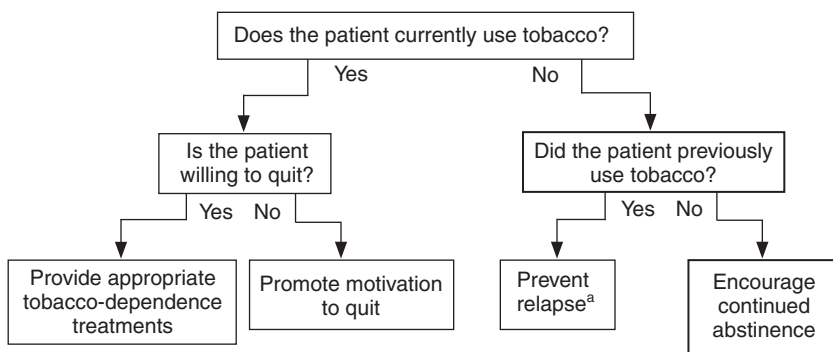 Does the patient currently use tobacco?
Yes
No
Is the patient
willing to quit?
Did the patient previously
use tobacco?
Yes
No
Yes
No
Provide appropriate
tobacco-dependence
treatments
Promote motivation
to quit
Prevent
relapseᵃ
Encourage
continued
abstinence